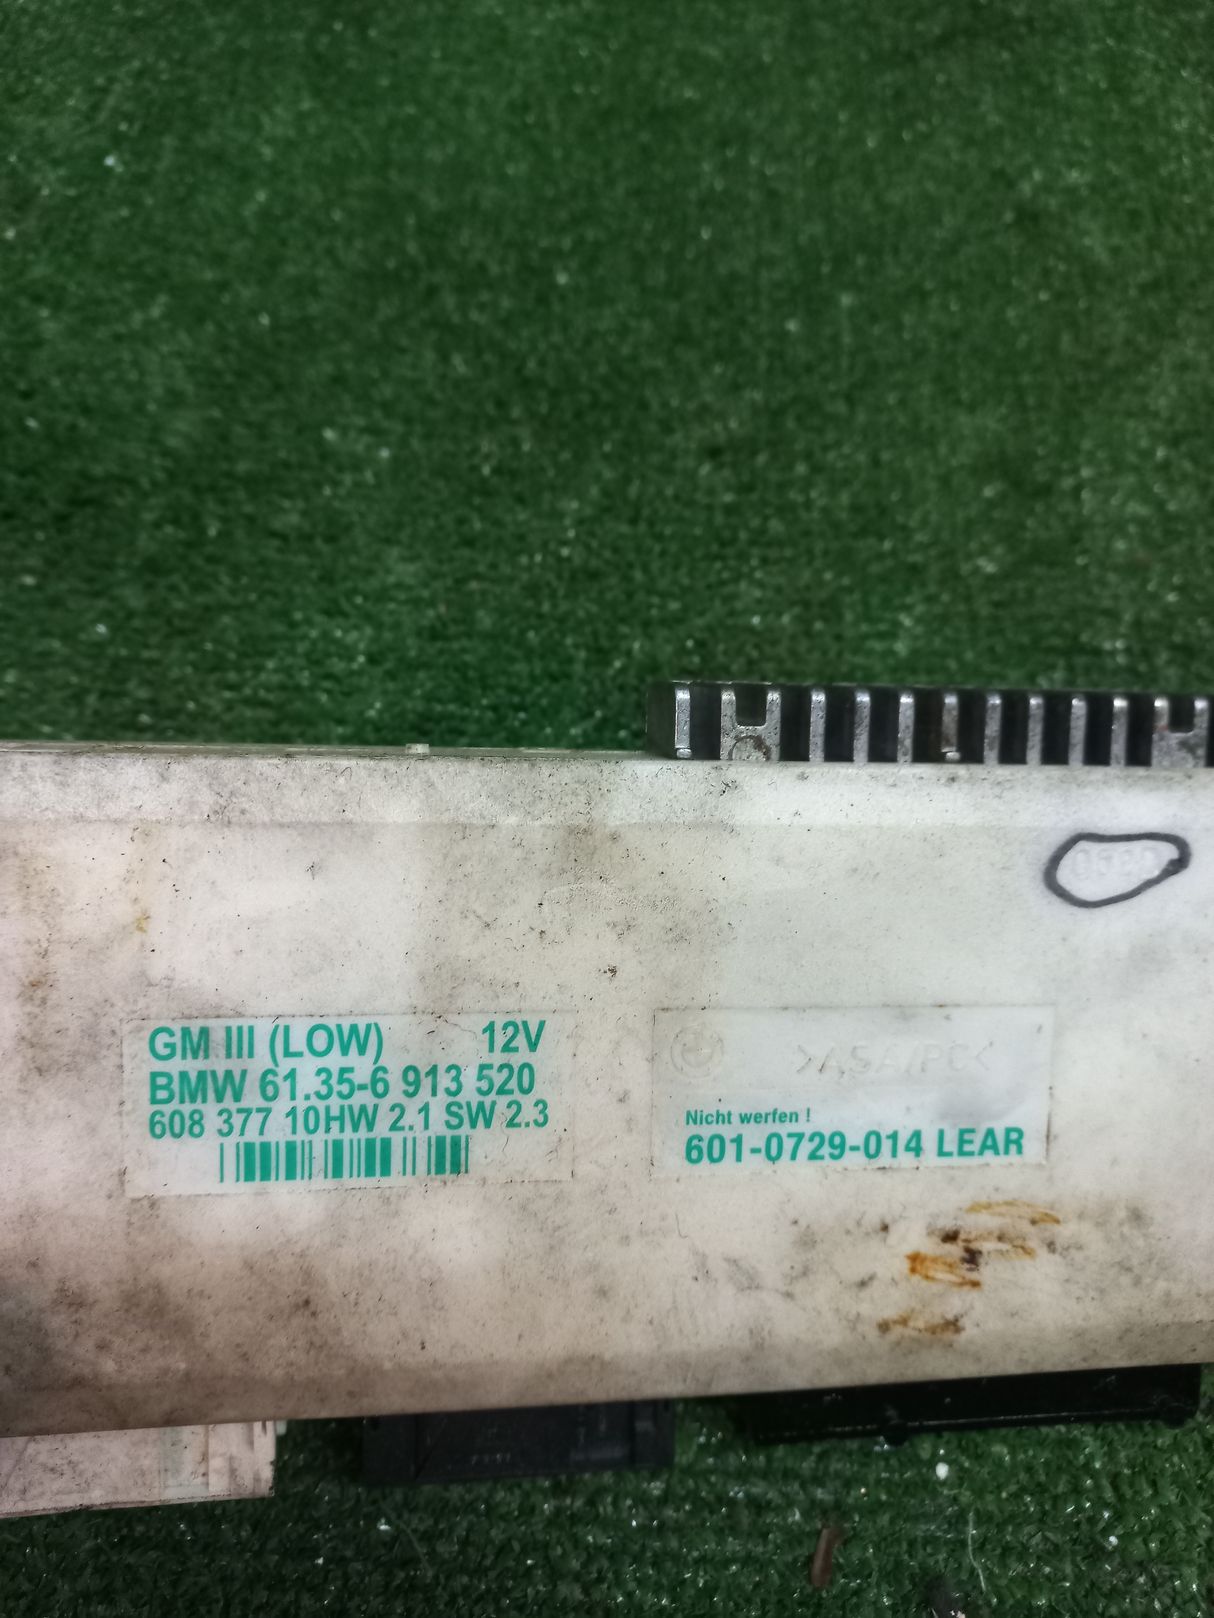 GM III (LOW) 12V
BMW 61.35-6 913 520
608 377 10HW 2.1 SW 2.3
>ASA/PC<
Nicht werfen !
601-0729-014 LEAR